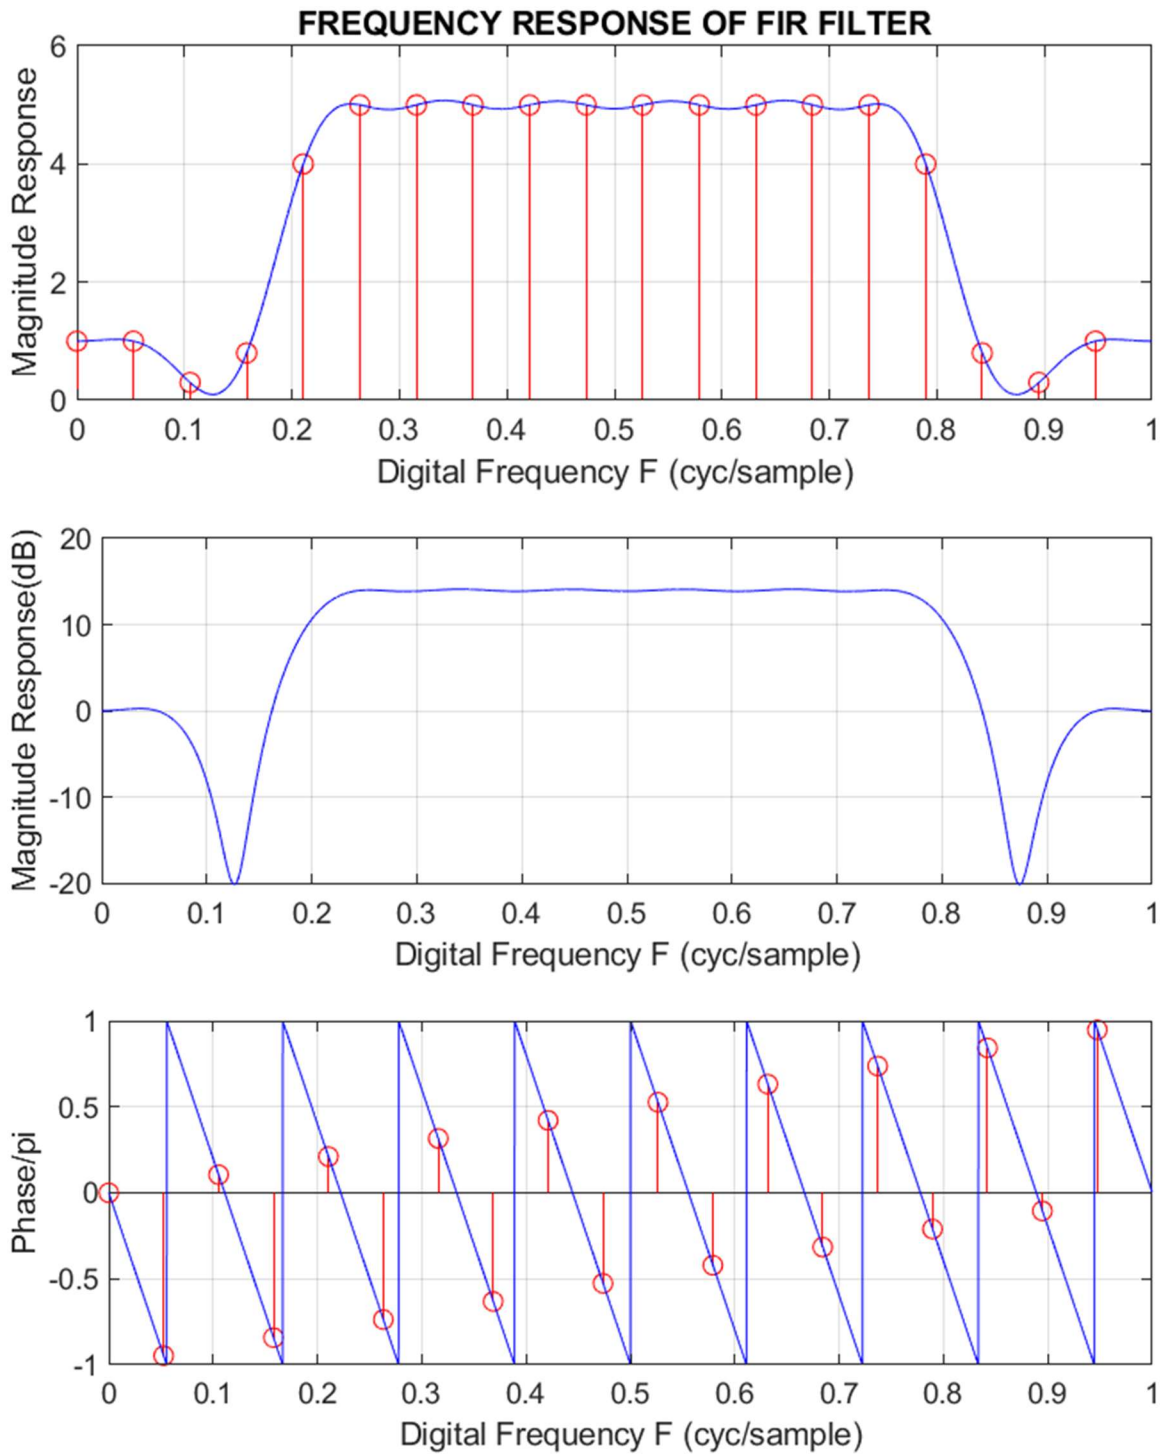 FREQUENCY RESPONSE OF FIR FILTER
Magnitude Response
6
4
2
0
0 0.1 0.2 0.3 0.4 0.5 0.6 0.7 0.8 0.9 1
Digital Frequency F (cyc/sample)
Magnitude Response(dB)
20
10
0
-10
-20
0 0.1 0.2 0.3 0.4 0.5 0.6 0.7 0.8 0.9 1
Digital Frequency F (cyc/sample)
Phase/pi
1
0.5
0
-0.5
-1
0 0.1 0.2 0.3 0.4 0.5 0.6 0.7 0.8 0.9 1
Digital Frequency F (cyc/sample)